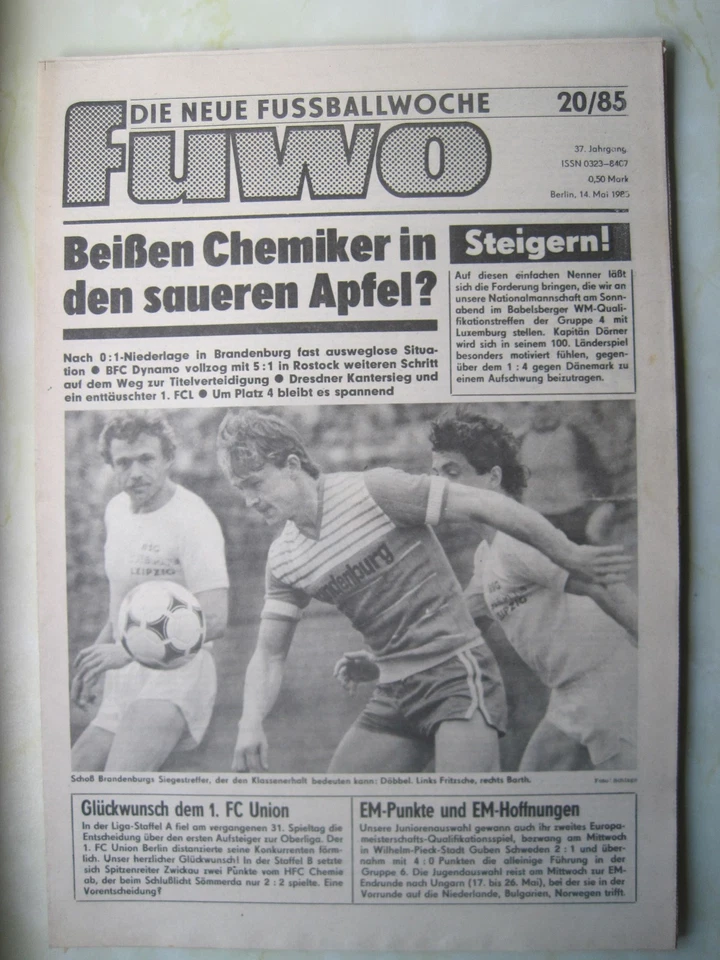 DIE NEUE FUSSBALLWOCHE
20/85
fuwo
37. Jahrgang
ISSN 0323–8407
0,50 Mark
Berlin, 14. Mai 1985
Beißen Chemiker in
den saueren Apfel?
Nach 0:1-Niederlage in Brandenburg fast ausweglose Situa-
tion ● BFC Dynamo vollzog mit 5:1 in Rostock weiteren Schritt
auf dem Weg zur Titelverteidigung ● Dresdner Kantersieg und
ein enttäuschter 1. FCL ● Um Platz 4 bleibt es spannend
Steigern!
Auf diesen einfachen Nenner läßt
sich die Forderung bringen, die wir an
unsere Nationalmannschaft am Sonn-
abend im Babelsberger WM-Quali-
fikationstreffen der Gruppe 4 mit
Luxemburg stellen. Kapitän Dörner
wird sich in seinem 100. Länderspiel
besonders motiviert fühlen, gegen-
über dem 1:4 gegen Dänemark zu
einem Aufschwung beizutragen.
LEIPZIG
andenburg
Schoß Brandenburgs Siegestreffer, der den Klassenerhalt bedeuten kann: Döbbel. Links Fritzsche, rechts Barth.
Glückwunsch dem 1. FC Union
In der Liga-Staffel A fiel am vergangenen 31. Spieltag die
Entscheidung über den ersten Aufsteiger zur Oberliga. Der
1. FC Union Berlin distanzierte seine Konkurrenten förm-
lich. Unser herzlicher Glückwunsch! In der Staffel B setzte
sich Spitzenreiter Zwickau zwei Punkte vom HFC Chemie
ab, der beim Schlußlicht Sömmerda nur 2:2 spielte. Eine
Vorentscheidung?
EM-Punkte und EM-Hoffnungen
Unsere Juniorenauswahl gewann auch ihr zweites Europa-
meisterschafts-Qualifikationsspiel, bezwang am Mittwoch
in Wilhelm-Pieck-Stadt Guben Schweden 2:1 und über-
nahm mit 4:0 Punkten die alleinige Führung in der
Gruppe 6. Die Jugendauswahl reist am Mittwoch zur EM-
Endrunde nach Ungarn (17. bis 26. Mai), bei der sie in der
Vorrunde auf die Niederlande, Bulgarien, Norwegen trifft.